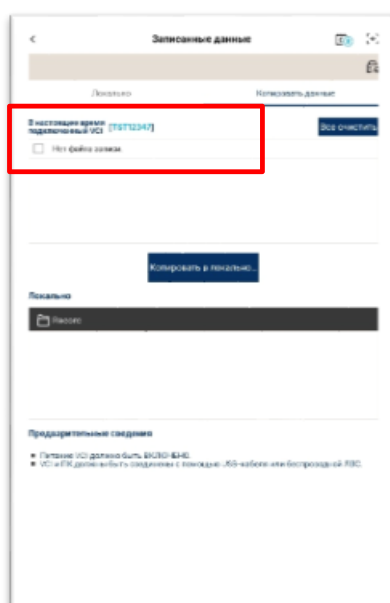 Записанные данные
Локально
Копировать данные
В настоящее время
подключенный VCI [TST12347]
Все очистить
Нет файла записи
Копировать в локально...
Локально
Record
Предварительные сведения
Питание VCI должно быть ВКЛЮЧЕНО.
VCI и ПК должны быть соединены с помощью USB-кабеля или беспроводной ЛВС.